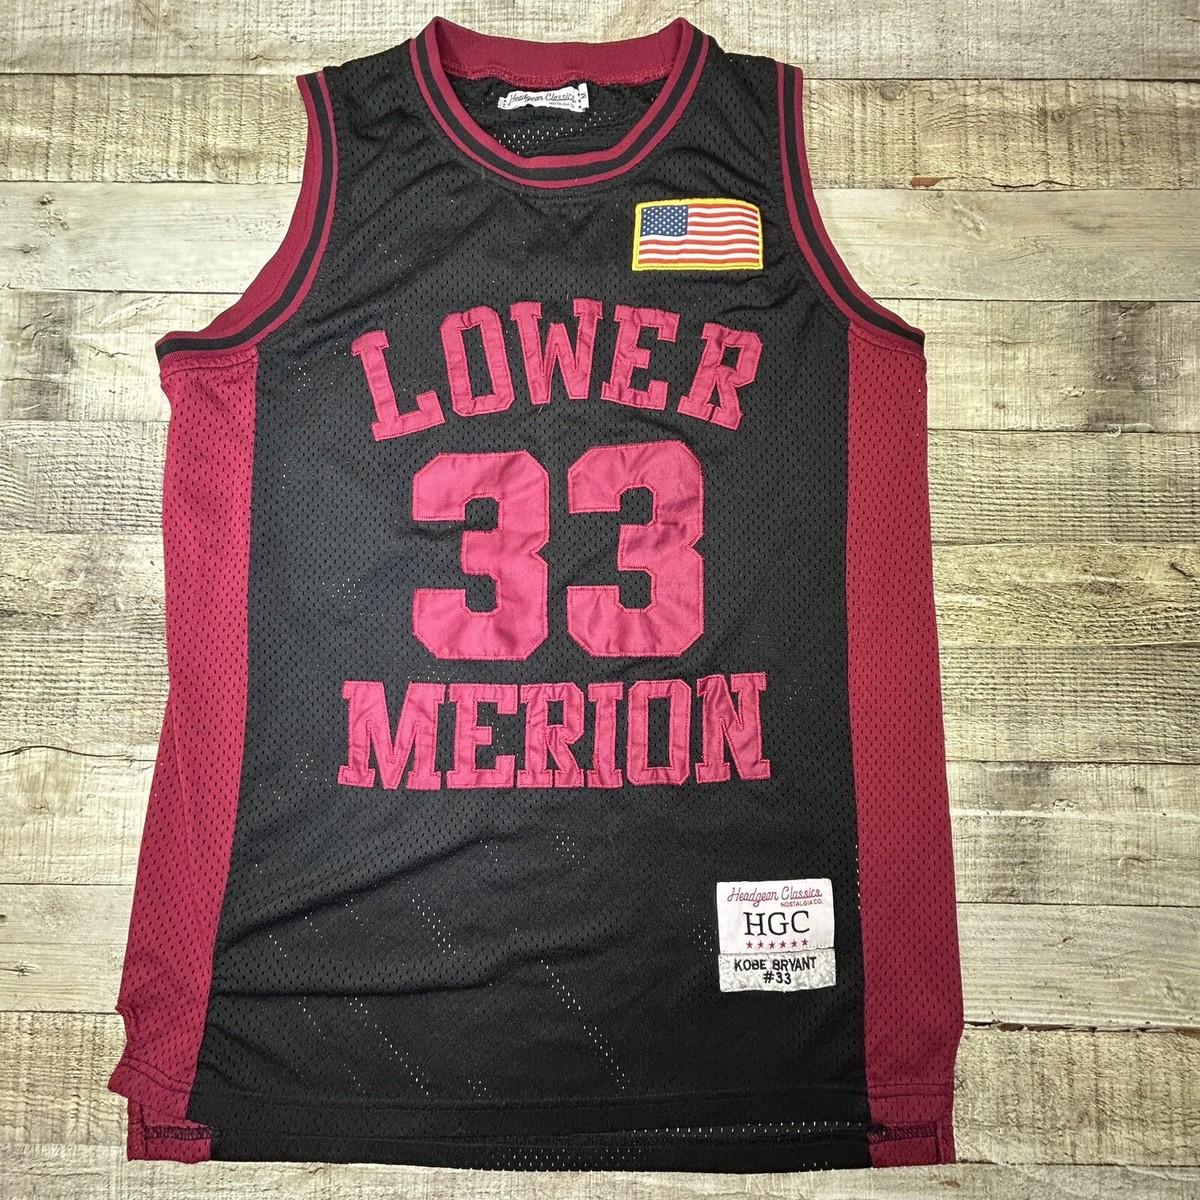 Headgear Classics
LOWER
33
MERION
Headgear Classics
NOSTALGIA CO.
HGC
KOBE BRYANT
#33